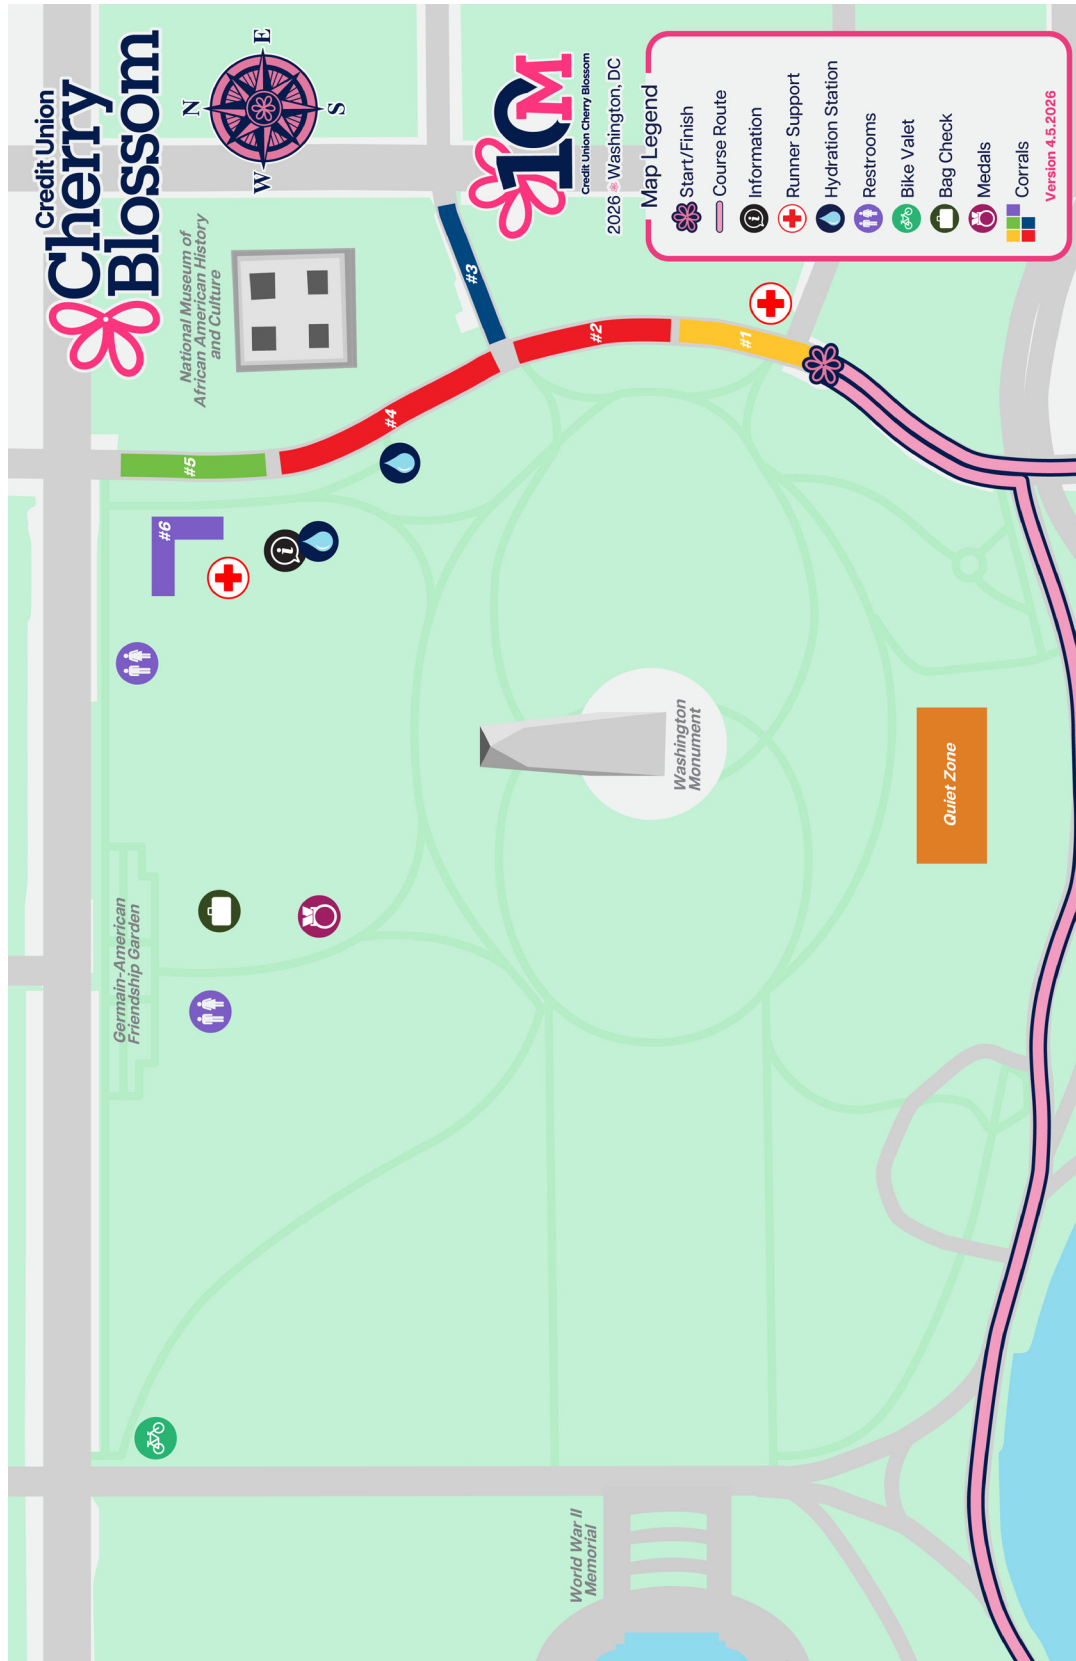 Credit Union
Cherry
Blossom
N
E
S
W
National Museum of
African American History
and Culture
10M
Credit Union Cherry Blossom
2026 Washington, DC
Map Legend
Start/Finish
Course Route
Information
Runner Support
Hydration Station
Restrooms
Bike Valet
Bag Check
Medals
Corrals
Version 4.5.2026
#1
#2
#3
#4
#5
#6
i
Washington
Monument
Quiet Zone
Germain-American
Friendship Garden
World War II
Memorial